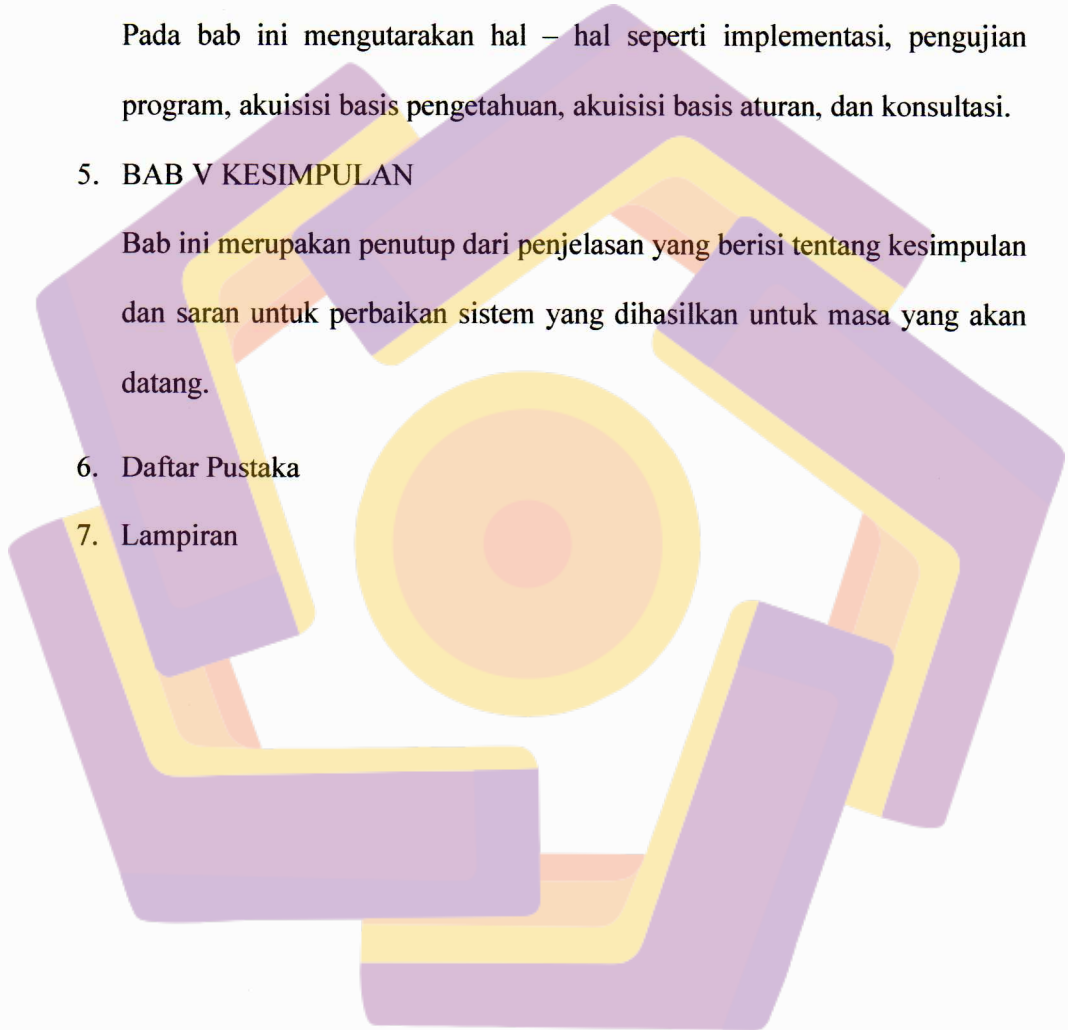 Pada bab ini mengutarakan hal – hal seperti implementasi, pengujian
program, akuisisi basis pengetahuan, akuisisi basis aturan, dan konsultasi.
5. BAB V KESIMPULAN
Bab ini merupakan penutup dari penjelasan yang berisi tentang kesimpulan
dan saran untuk perbaikan sistem yang dihasilkan untuk masa yang akan
datang.
6. Daftar Pustaka
7. Lampiran